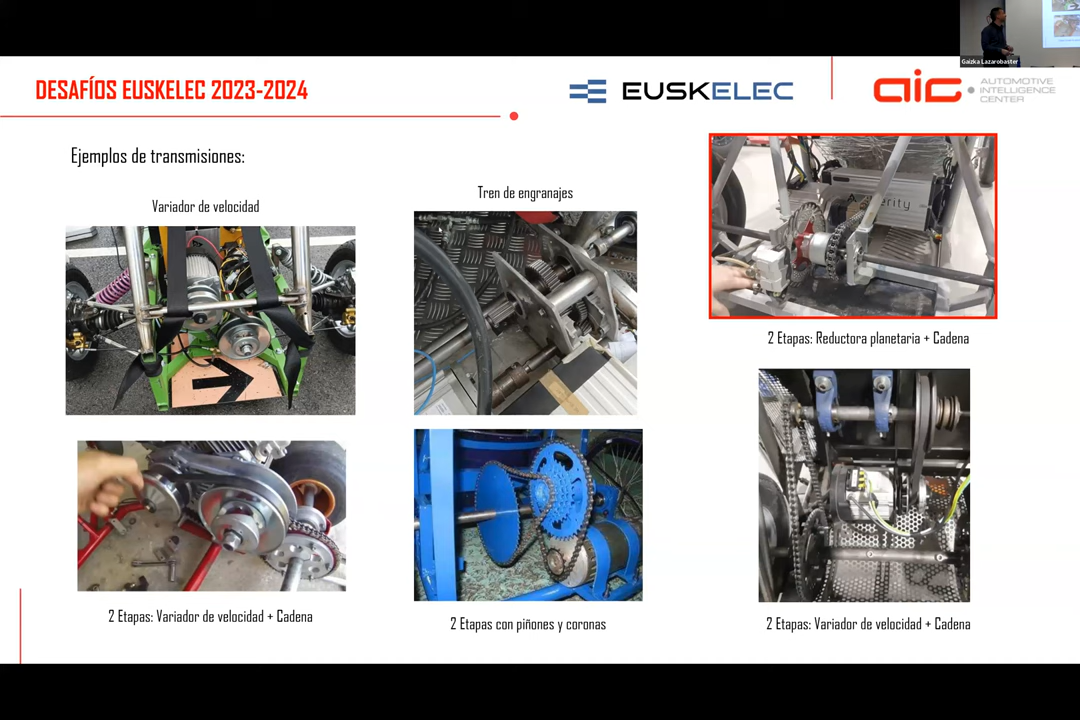 Gaizka Lazarobaster
DESAFÍOS EUSKELEC 2023-2024
EUSKELEC
aic
AUTOMOTIVE
INTELLIGENCE
CENTER
Ejemplos de transmisiones:
Variador de velocidad
Tren de engranajes
2 Etapas: Reductora planetaria + Cadena
2 Etapas: Variador de velocidad + Cadena
2 Etapas con piñones y coronas
2 Etapas: Variador de velocidad + Cadena